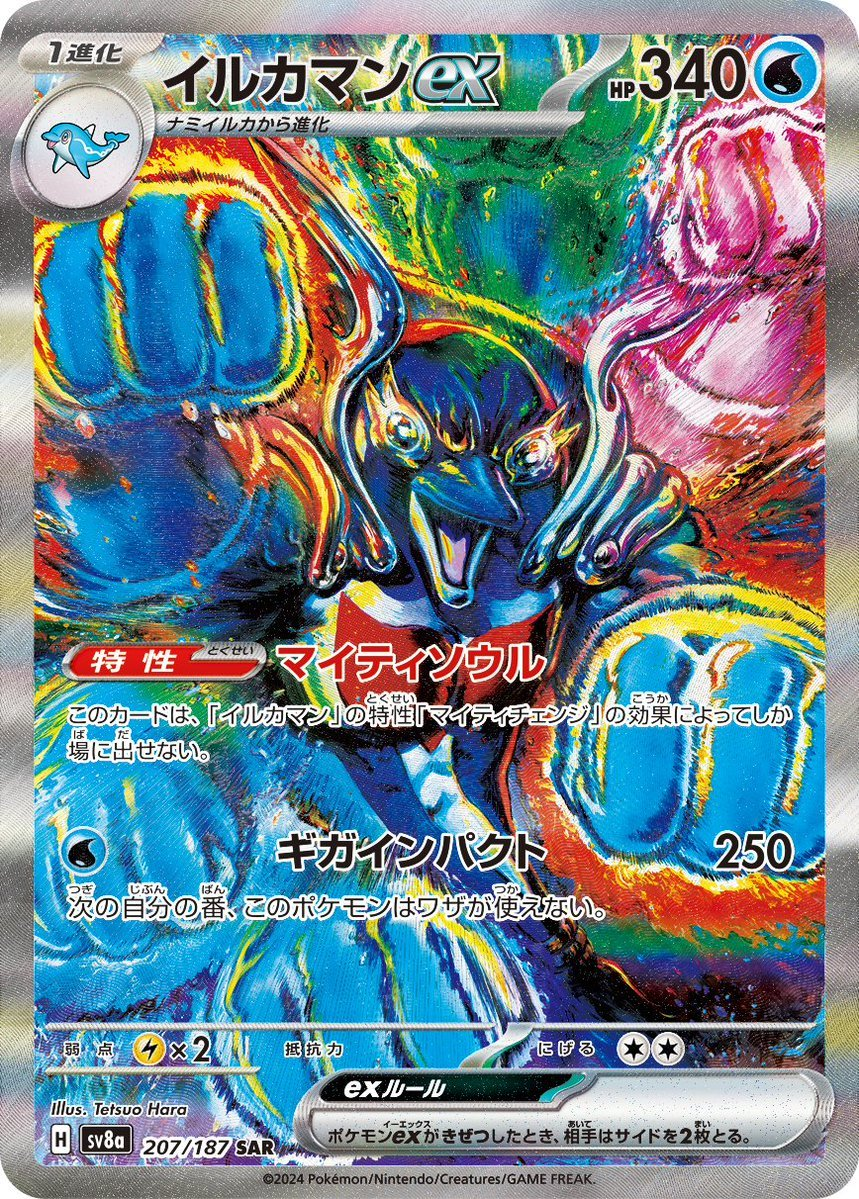 1進化
イルカマンex
HP340
ナミイルカから進化
特性 とくせい
マイティソウル
このカードは、「イルカマン」の特性「マイティチェンジ」の効果によってしか
場に出せない。
ギガインパクト 250
次の自分の番、このポケモンはワザが使えない。
弱点 ×2 抵抗力 にげる
exルール
ポケモンexがきぜつしたとき、相手はサイドを2枚とる。
Illus. Tetsuo Hara
H sv8a 207/187 SAR
©2024 Pokémon/Nintendo/Creatures/GAME FREAK.